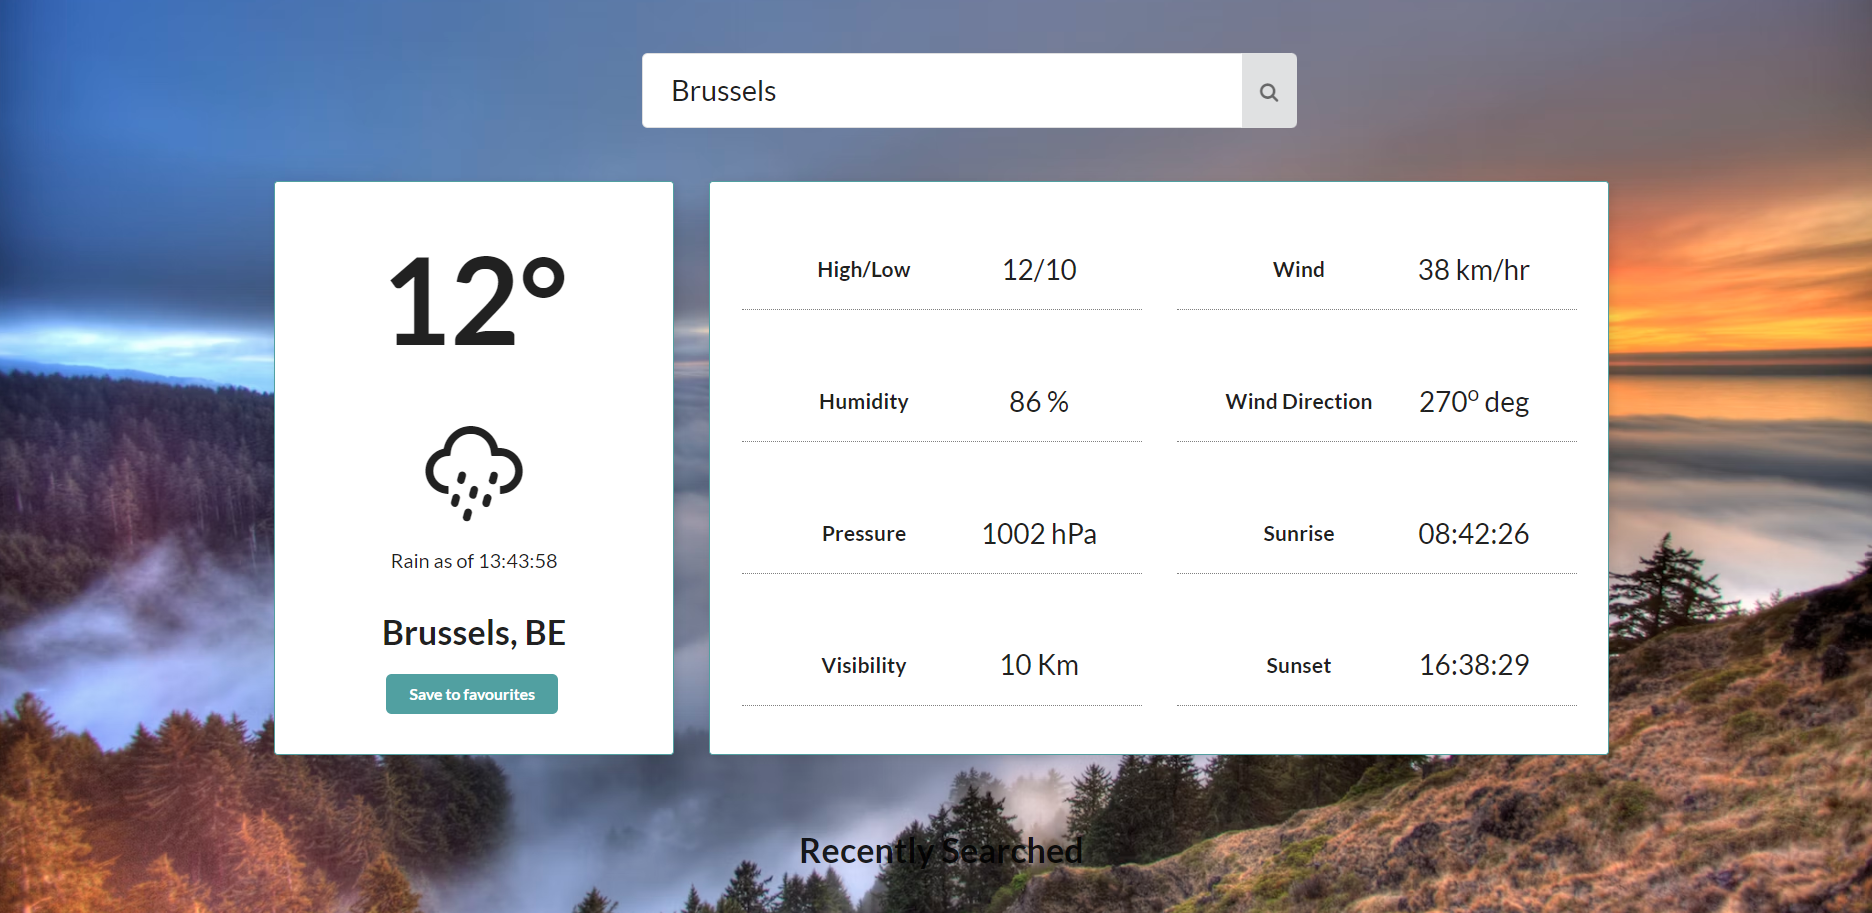 Brussels
12°
Rain as of 13:43:58
Brussels, BE
Save to favourites
High/Low 12/10
Wind 38 km/hr
Humidity 86 %
Wind Direction 270º deg
Pressure 1002 hPa
Sunrise 08:42:26
Visibility 10 Km
Sunset 16:38:29
Recently Searched